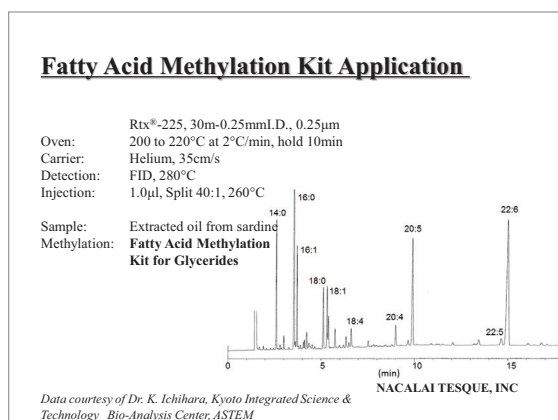 Fatty Acid Methylation Kit Application
Rtx®-225, 30m-0.25mmI.D., 0.25μm
Oven: 200 to 220°C at 2°C/min, hold 10min
Carrier: Helium, 35cm/s
Detection: FID, 280°C
Injection: 1.0μl, Split 40:1, 260°C
Sample: Extracted oil from sardine
Methylation: Fatty Acid Methylation
Kit for Glycerides
14:0
16:0
16:1
18:0
18:1
18:4
20:4
20:5
22:5
22:6
0 5 10 15
(min)
NACALAI TESQUE, INC
Data courtesy of Dr. K. Ichihara, Kyoto Integrated Science &
Technology Bio-Analysis Center, ASTEM